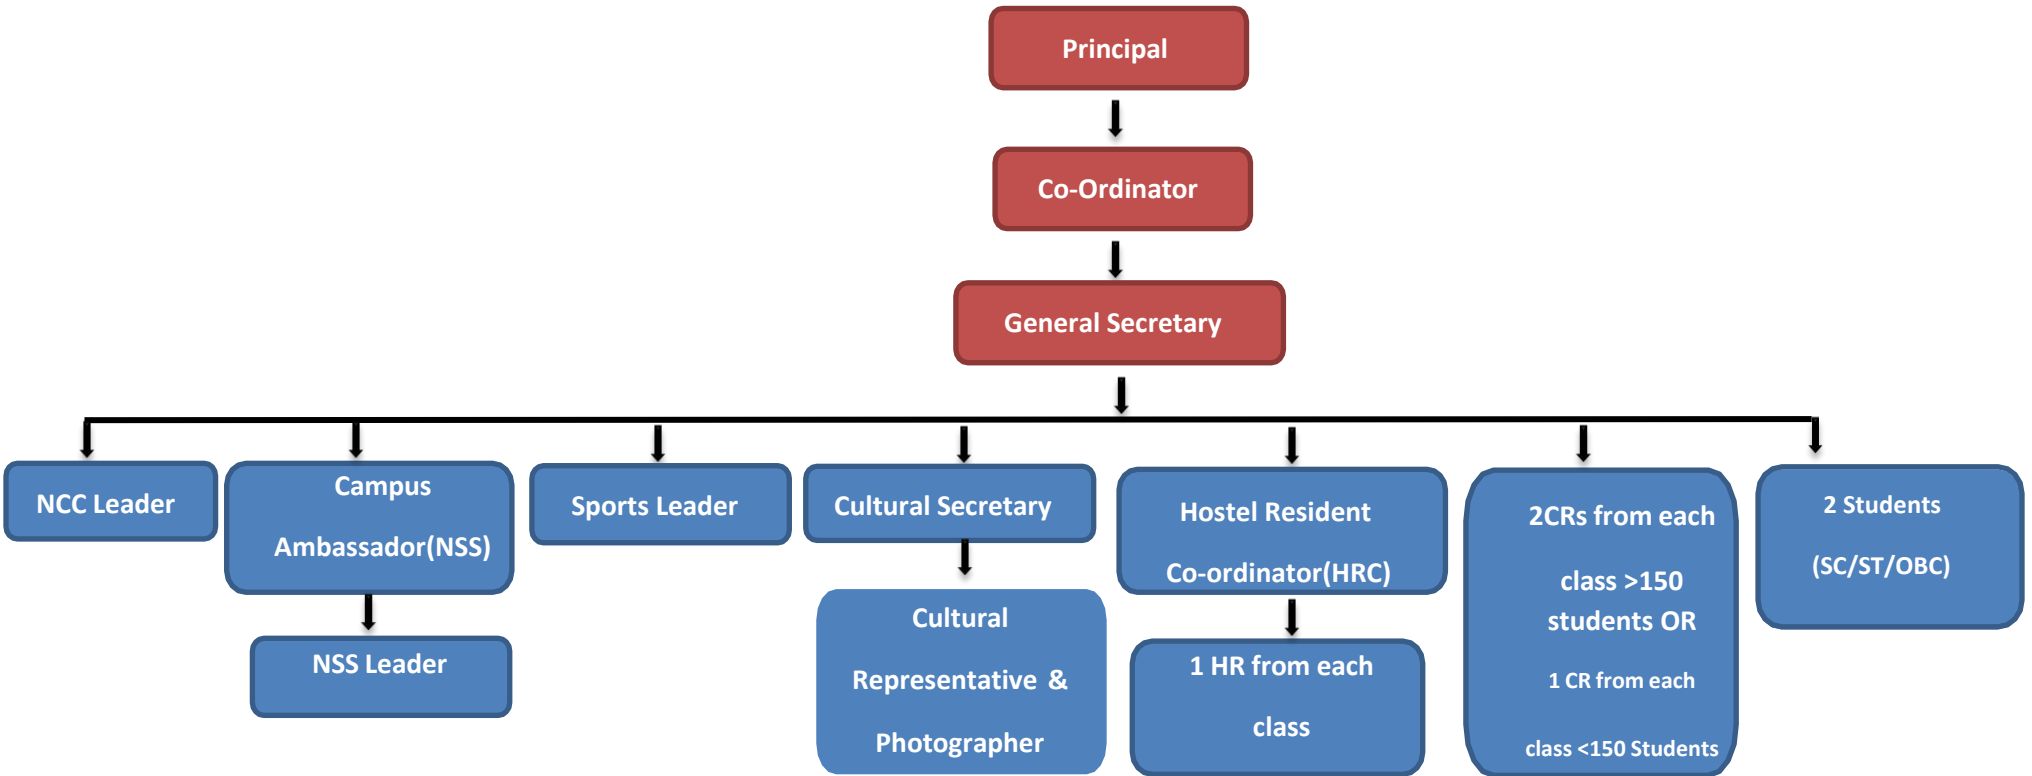 Principal
Co-Ordinator
General Secretary
NCC Leader
Campus
Ambassador(NSS)
NSS Leader
Sports Leader
Cultural Secretary
Cultural
Representative &
Photographer
Hostel Resident
Co-ordinator(HRC)
1 HR from each
class
2CRs from each
class >150
students OR
1 CR from each
class <150 Students
2 Students
(SC/ST/OBC)